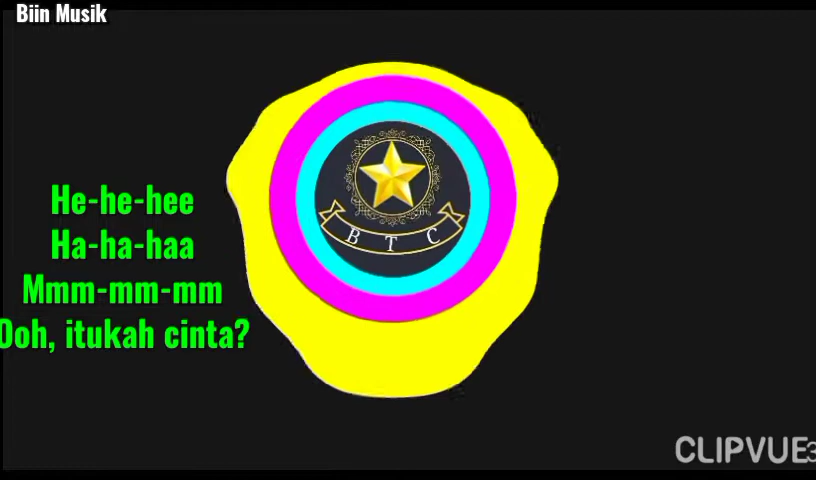 Biin Musik
He-he-hee
Ha-ha-haa
Mmm-mm-mm
Ooh, itukah cinta?
B T C
CLIPVUE